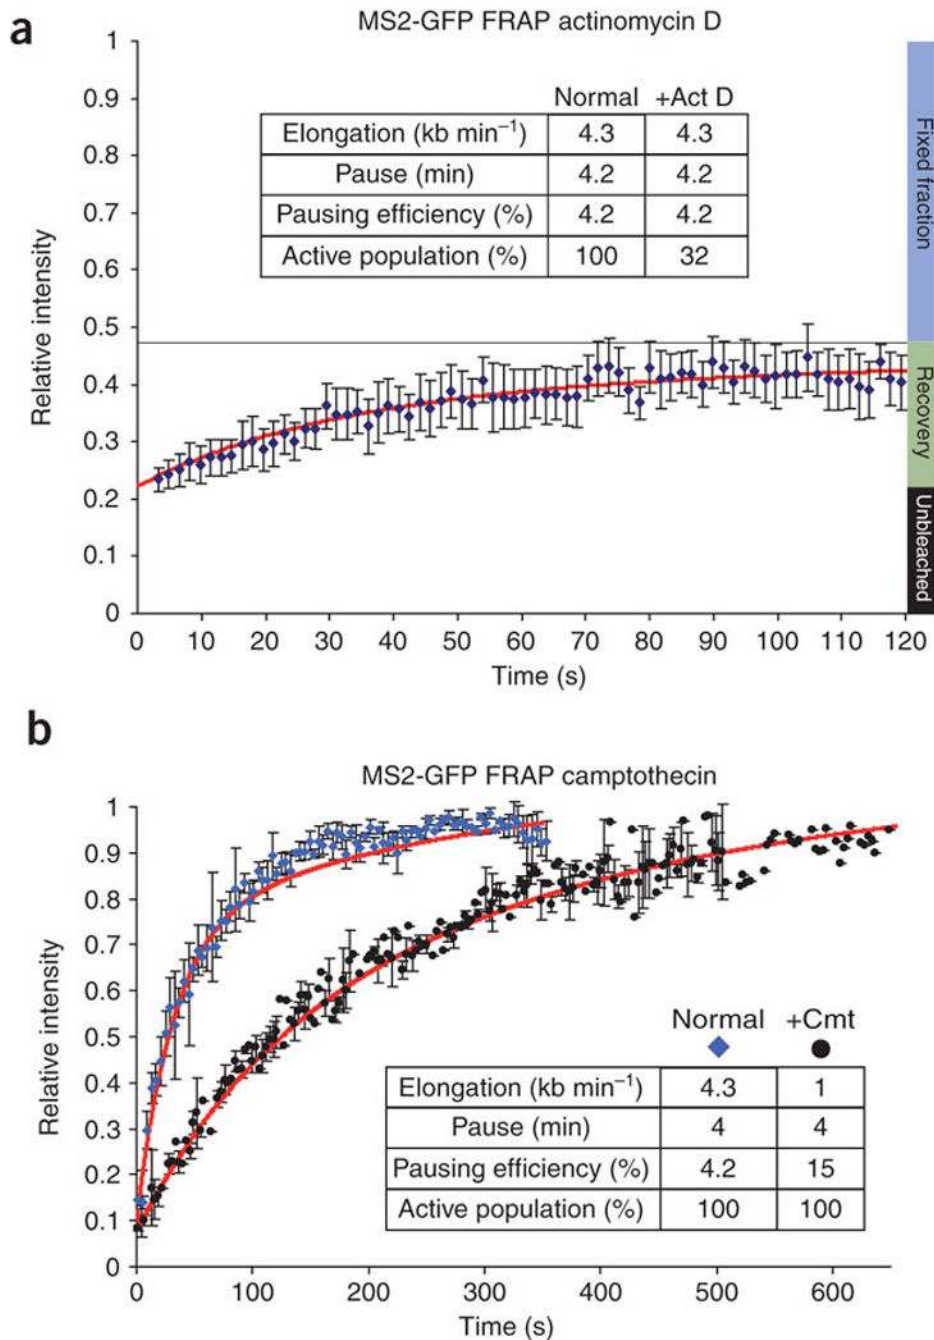 a
MS2-GFP FRAP actinomycin D
Normal +Act D
Elongation (kb min⁻¹) 4.3 4.3
Pause (min) 4.2 4.2
Pausing efficiency (%) 4.2 4.2
Active population (%) 100 32
Relative intensity
1
0.9
0.8
0.7
0.6
0.5
0.4
0.3
0.2
0.1
0
0 10 20 30 40 50 60 70 80 90 100 110 120
Time (s)
Fixed fraction
Recovery
Unbleached
b
MS2-GFP FRAP camptothecin
Relative intensity
1
0.9
0.8
0.7
0.6
0.5
0.4
0.3
0.2
0.1
0
Normal +Cmt
Elongation (kb min⁻¹) 4.3 1
Pause (min) 4 4
Pausing efficiency (%) 4.2 15
Active population (%) 100 100
0 100 200 300 400 500 600
Time (s)